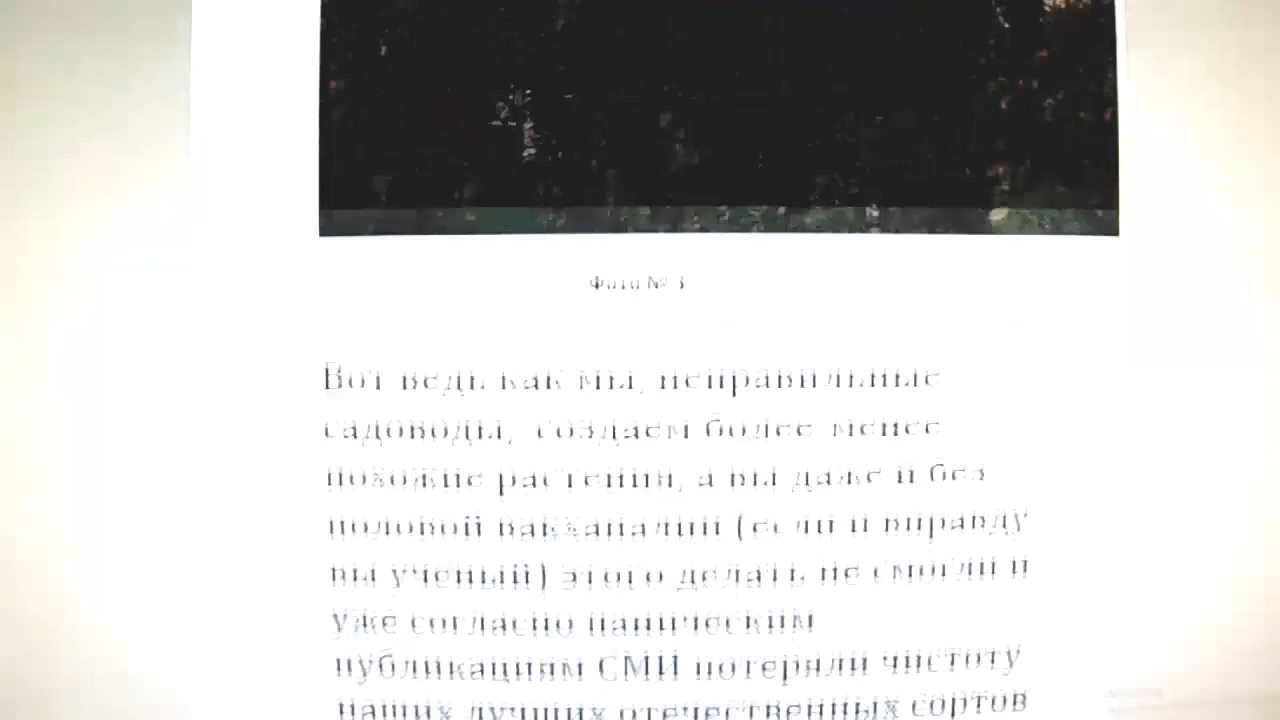 Фото № 3
Вот ведь как мы, неправильные
садоводы, создаем более менее
похожие растения, а вы даже и без
половой вакханалии (если и вправду
вы ученый) этого делать не смогли и
уже согласно паническим
публикациям СМИ потеряли чистоту
наших лучших отечественных сортов